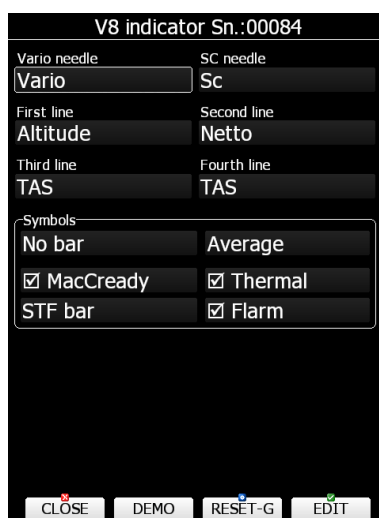 V8 indicator Sn.:00084
Vario needle SC needle
Vario Sc
First line Second line
Altitude Netto
Third line Fourth line
TAS TAS
Symbols
No bar Average
☑ MacCready ☑ Thermal
STF bar ☑ Flarm
CLOSE DEMO RESET-G EDIT